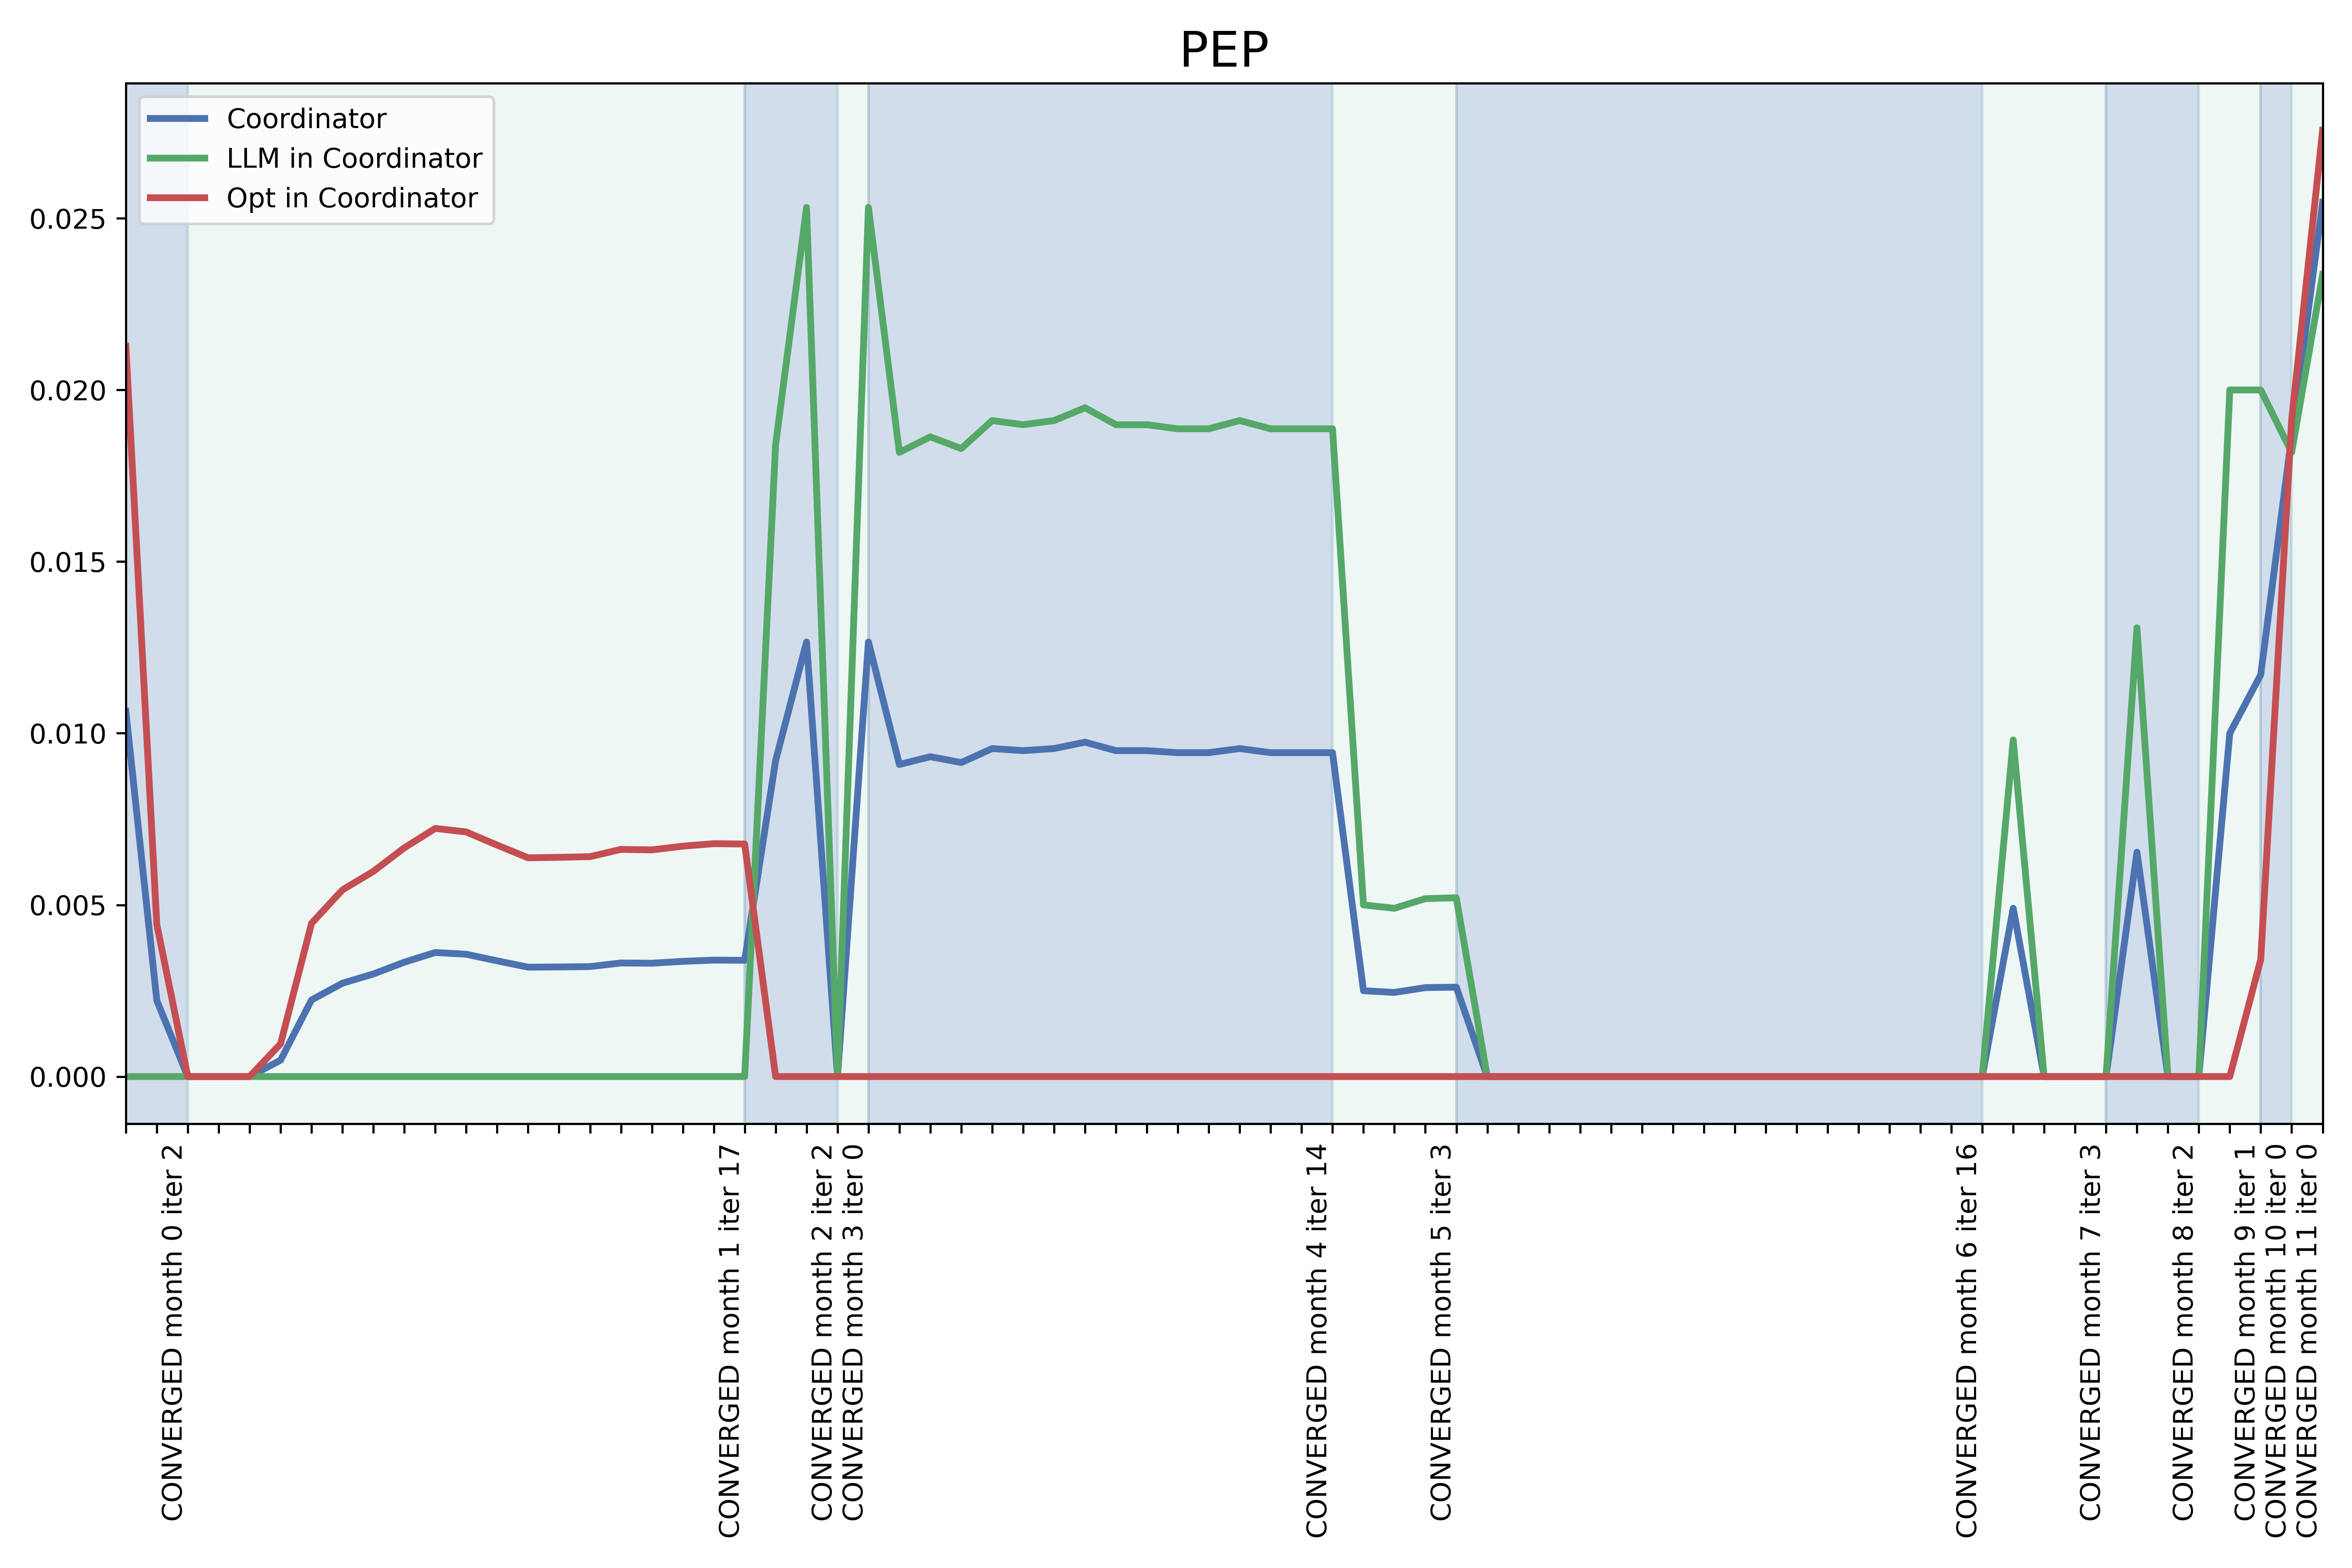 PEP
Coordinator
LLM in Coordinator
Opt in Coordinator
0.025
0.020
0.015
0.010
0.005
0.000
CONVERGED month 0 iter 2
CONVERGED month 1 iter 17
CONVERGED month 2 iter 2
CONVERGED month 3 iter 0
CONVERGED month 4 iter 14
CONVERGED month 5 iter 3
CONVERGED month 6 iter 16
CONVERGED month 7 iter 3
CONVERGED month 8 iter 2
CONVERGED month 9 iter 1
CONVERGED month 10 iter 0
CONVERGED month 11 iter 0